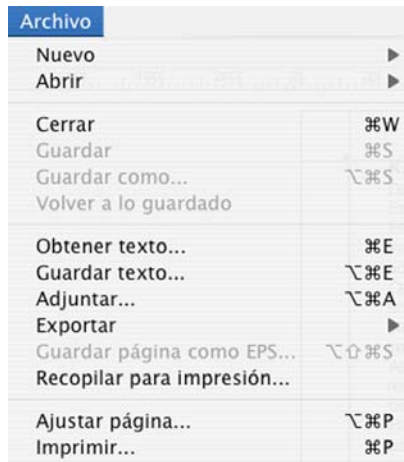 Archivo
Nuevo ▶
Abrir ▶
Cerrar ⌘W
Guardar ⌘S
Guardar como... ⌥⌘S
Volver a lo guardado
Obtener texto... ⌘E
Guardar texto... ⌥⌘E
Adjuntar... ⌥⌘A
Exportar ▶
Guardar página como EPS... ⌥⇧⌘S
Recopilar para impresión...
Ajustar página... ⌥⌘P
Imprimir... ⌘P